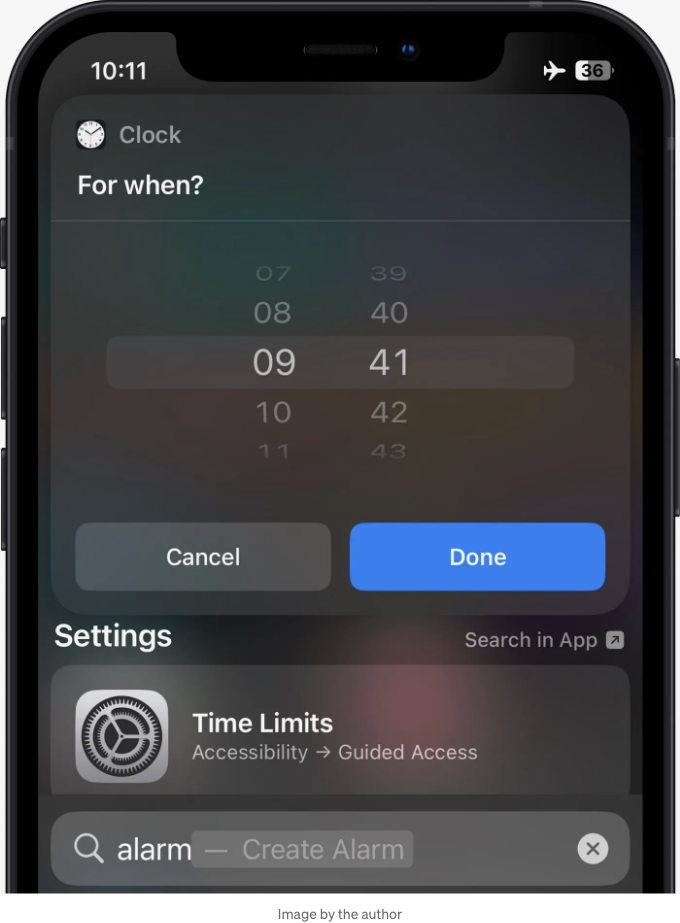 10:11
36
Clock
For when?
07 39
08 40
09 41
10 42
11 43
Cancel Done
Settings Search in App
Time Limits
Accessibility → Guided Access
alarm — Create Alarm
Image by the author